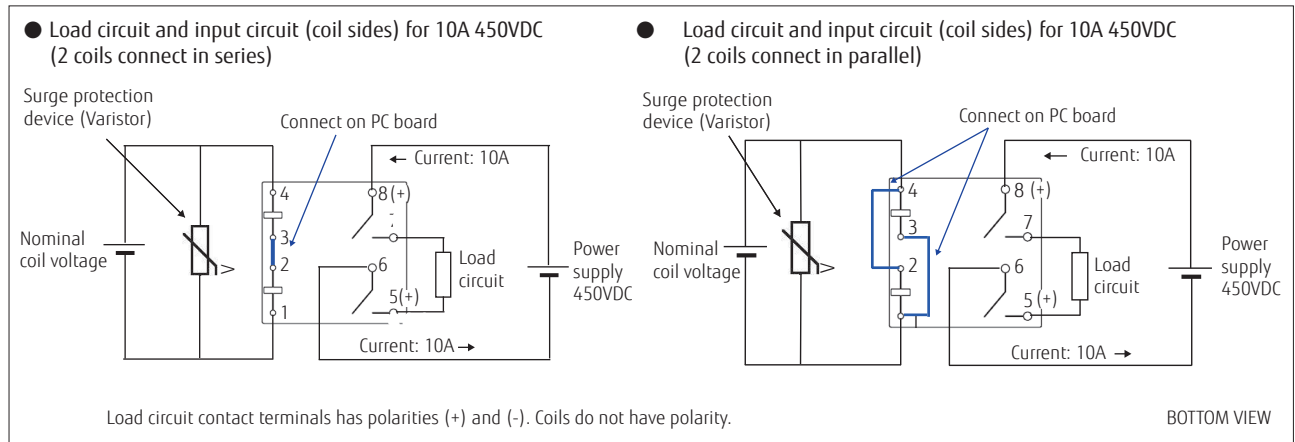 ● Load circuit and input circuit (coil sides) for 10A 450VDC
(2 coils connect in series)
Surge protection
device (Varistor)
Connect on PC board
← Current: 10A
4
8 (+)
3
Nominal
coil voltage
2
6
Load
circuit
Power
supply
450VDC
5(+)
1
Current: 10A →
● Load circuit and input circuit (coil sides) for 10A 450VDC
(2 coils connect in parallel)
Surge protection
device (Varistor)
Connect on PC board
← Current: 10A
4
8 (+)
3
7
Nominal
coil voltage
2
6
Load
circuit
Power
supply
450VDC
5 (+)
Current: 10A →
Load circuit contact terminals has polarities (+) and (-). Coils do not have polarity.
BOTTOM VIEW